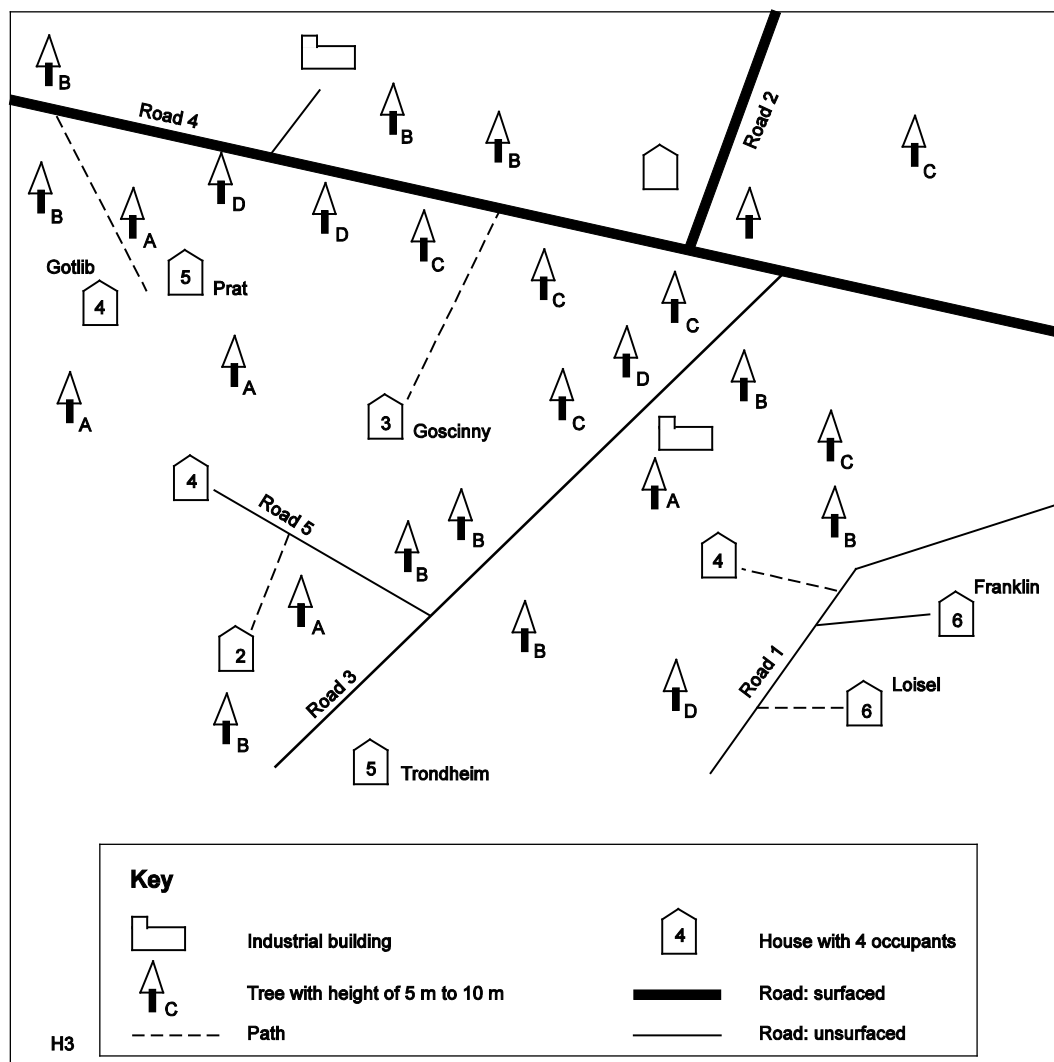 B
Road 4
B
B
Road 2
C
B
A
D
D
C
C
C
Gotlib
4
5
Prat
A
A
D
B
C
3
Goscinny
C
4
A
Road 5
B
B
B
4
Franklin
6
A
2
B
Road 1
Loisel
6
D
Road 3
B
5
Trondheim
Key
Industrial building
4
House with 4 occupants
C
Tree with height of 5 m to 10 m
Road: surfaced
Path
Road: unsurfaced
H3